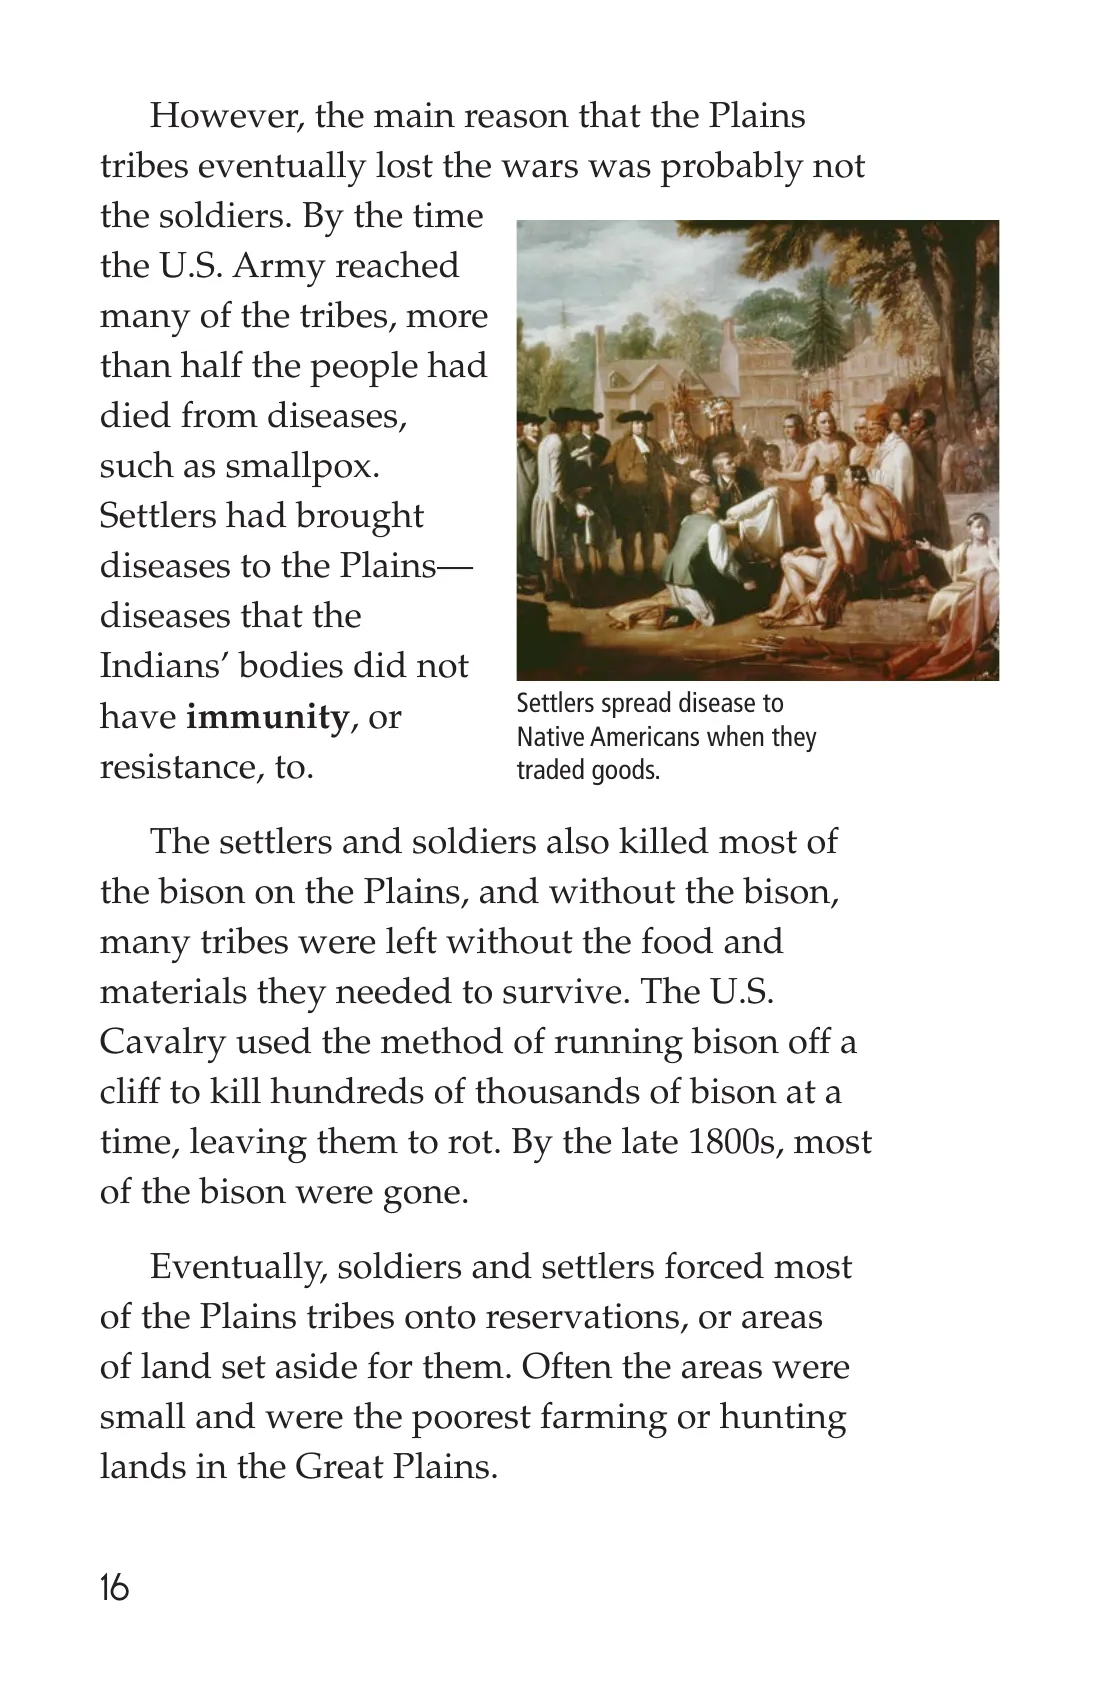 However, the main reason that the Plains
tribes eventually lost the wars was probably not
the soldiers. By the time
the U.S. Army reached
many of the tribes, more
than half the people had
died from diseases,
such as smallpox.
Settlers had brought
diseases to the Plains—
diseases that the
Indians’ bodies did not
have immunity, or
resistance, to.
Settlers spread disease to
Native Americans when they
traded goods.
The settlers and soldiers also killed most of
the bison on the Plains, and without the bison,
many tribes were left without the food and
materials they needed to survive. The U.S.
Cavalry used the method of running bison off a
cliff to kill hundreds of thousands of bison at a
time, leaving them to rot. By the late 1800s, most
of the bison were gone.
Eventually, soldiers and settlers forced most
of the Plains tribes onto reservations, or areas
of land set aside for them. Often the areas were
small and were the poorest farming or hunting
lands in the Great Plains.
16